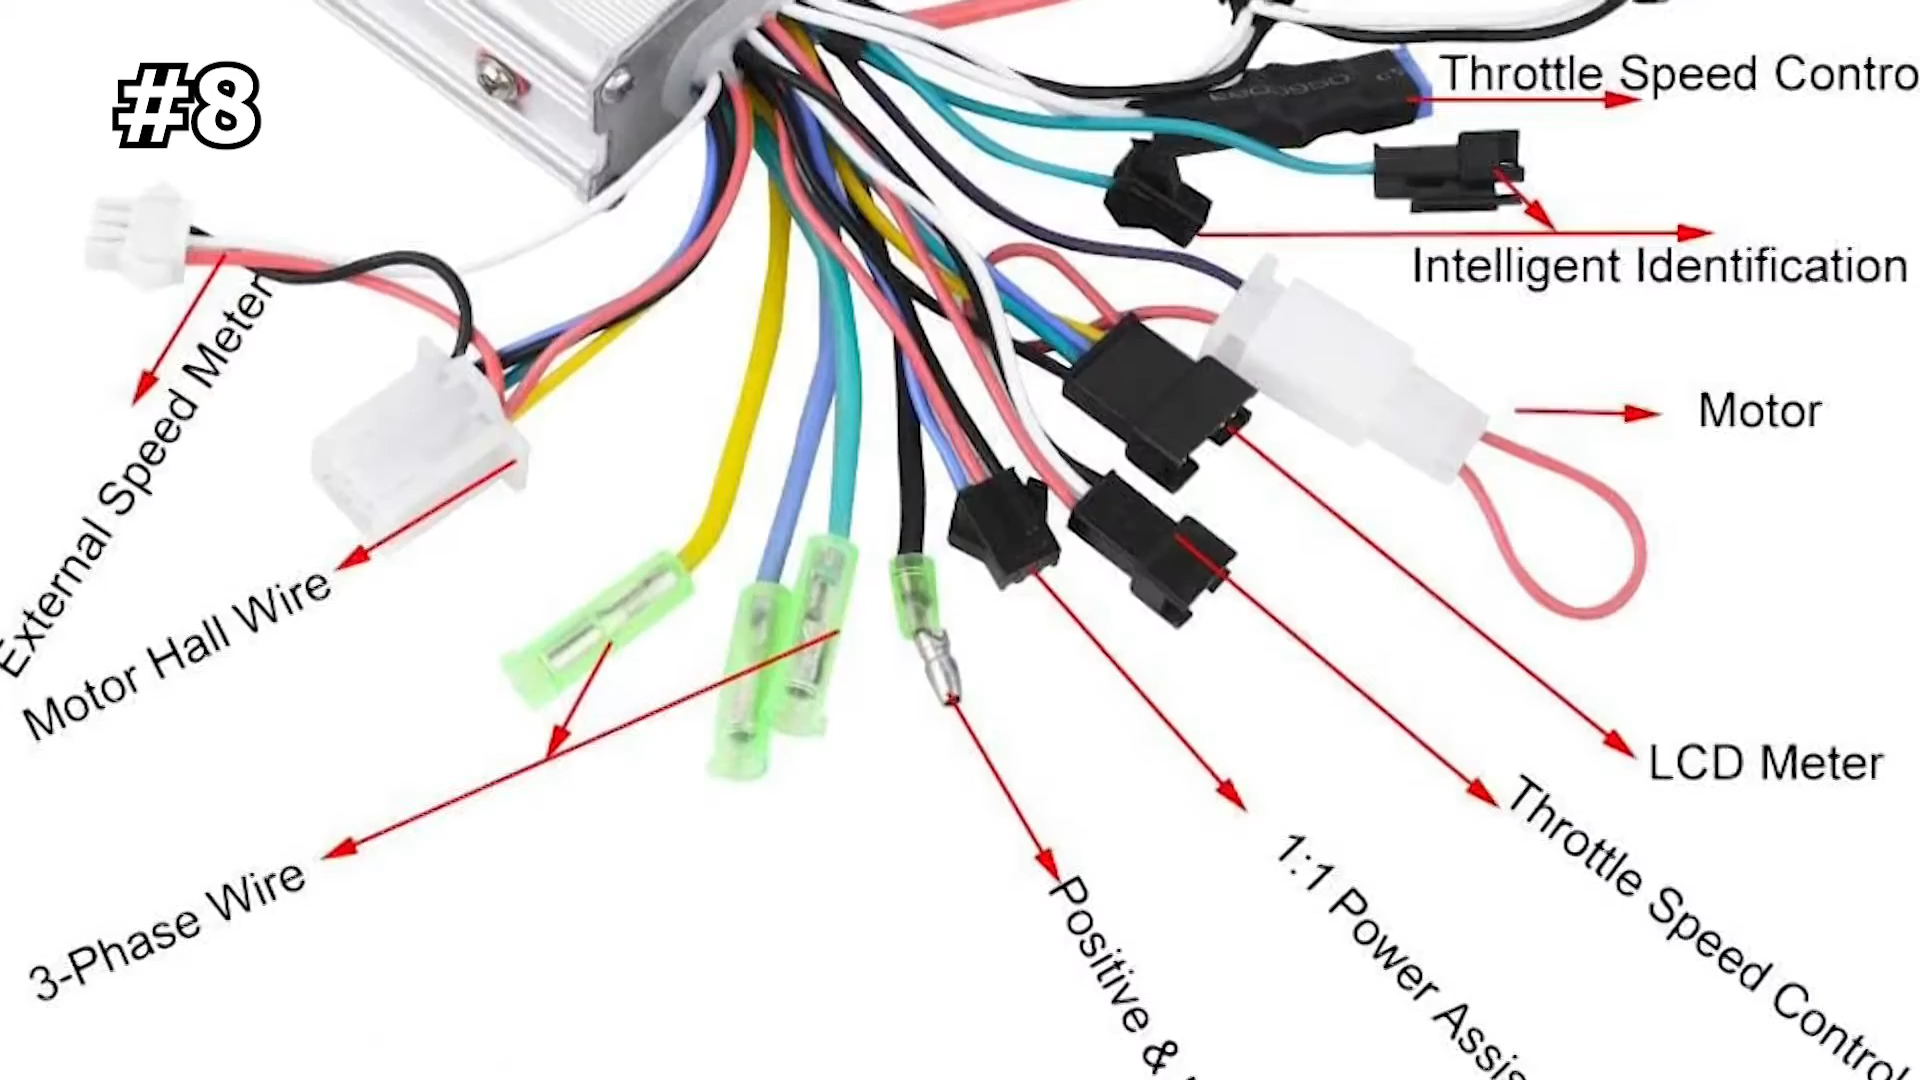 #8
Throttle Speed Contro
Intelligent Identification
External Speed Meter
Motor
Motor Hall Wire
LCD Meter
Throttle Speed Control
3-Phase Wire
1:1 Power Assis
Positive &